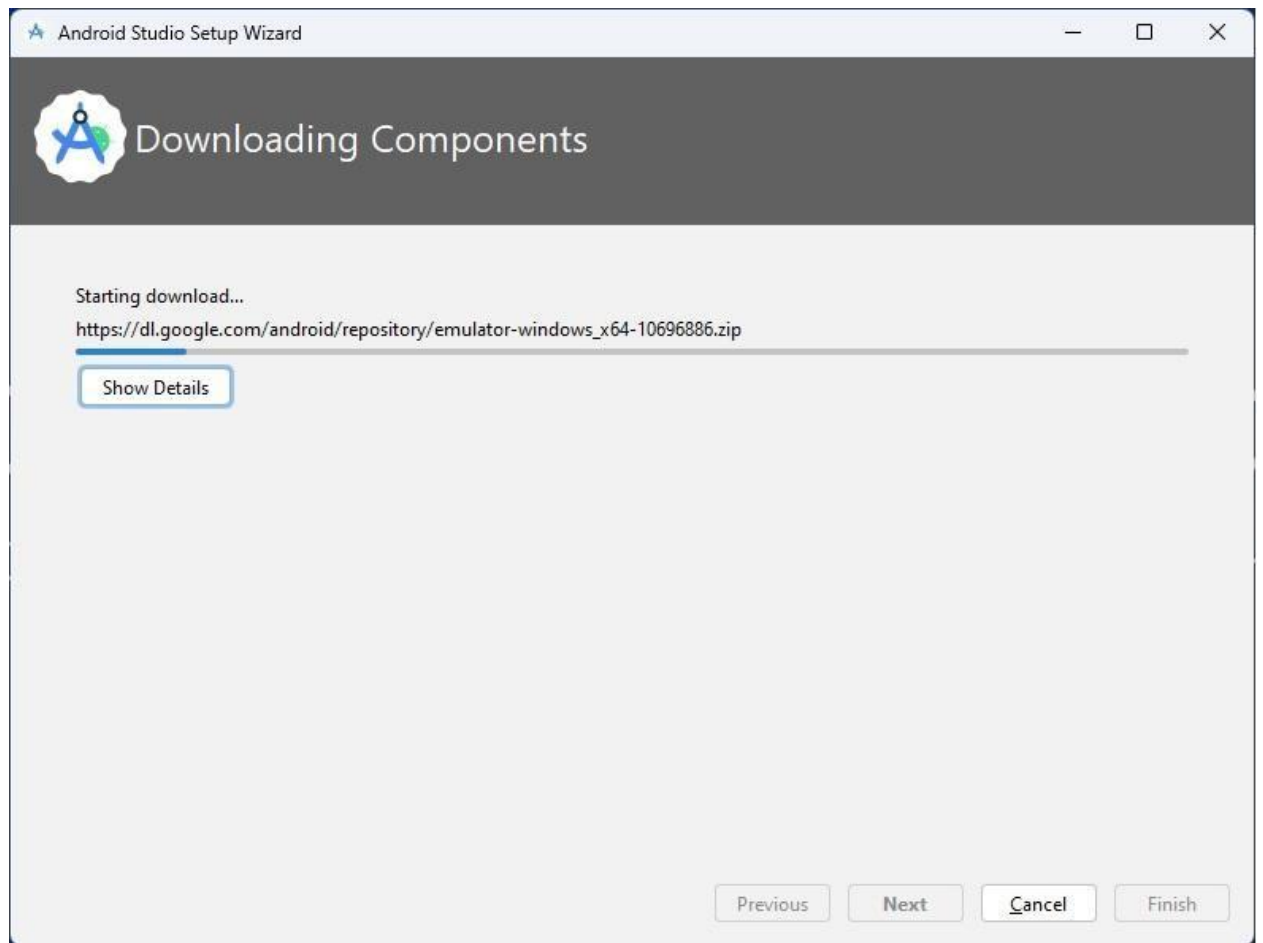 Android Studio Setup Wizard
Downloading Components
Starting download...
https://dl.google.com/android/repository/emulator-windows_x64-10696886.zip
Show Details
Previous Next Cancel Finish